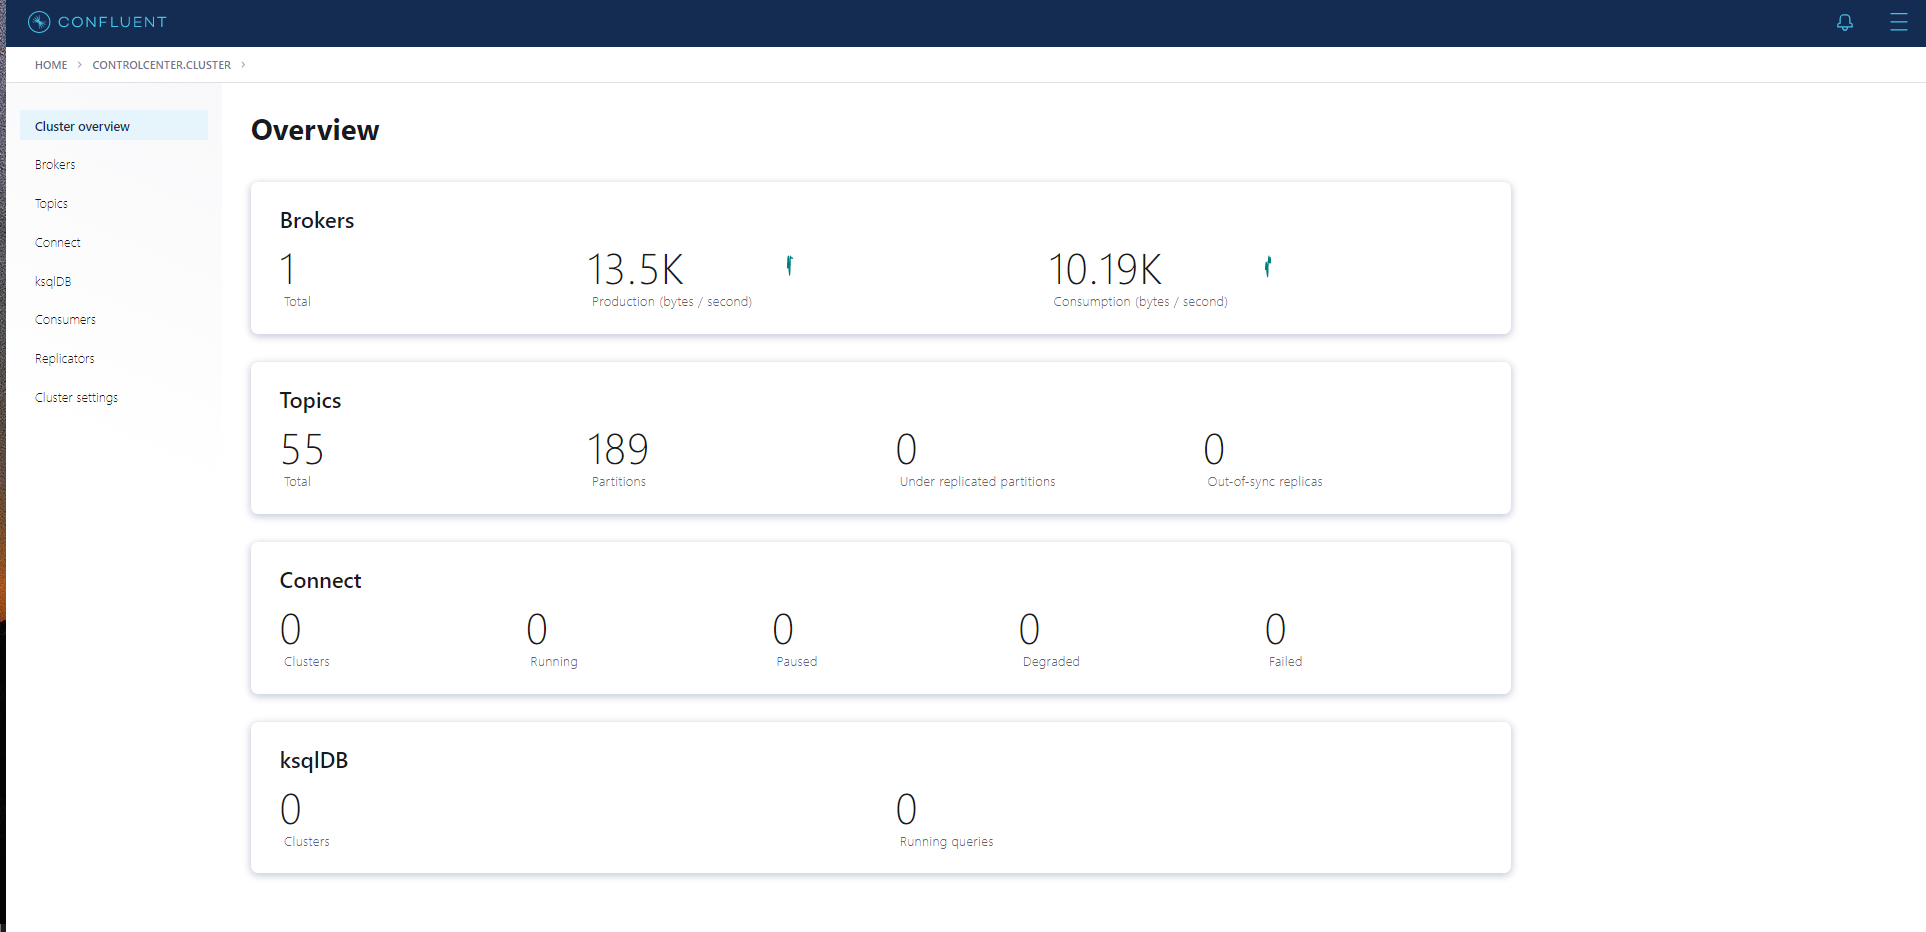 CONFLUENT
HOME > CONTROLCENTER.CLUSTER >
Cluster overview
Brokers
Topics
Connect
ksqlDB
Consumers
Replicators
Cluster settings
Overview
Brokers
1
Total
13.5K
Production (bytes / second)
10.19K
Consumption (bytes / second)
Topics
55
Total
189
Partitions
0
Under replicated partitions
0
Out-of-sync replicas
Connect
0
Clusters
0
Running
0
Paused
0
Degraded
0
Failed
ksqlDB
0
Clusters
0
Running queries